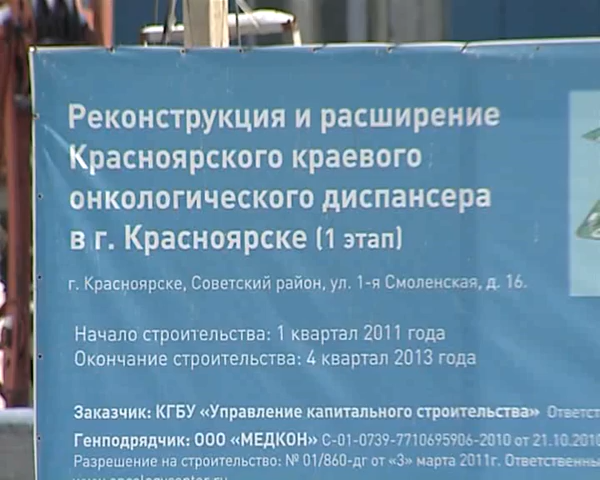 Реконструкция и расширение
Красноярского краевого
онкологического диспансера
в г. Красноярске (1 этап)
г. Красноярске, Советский район, ул. 1-я Смоленская, д. 16.
Начало строительства: 1 квартал 2011 года
Окончание строительства: 4 квартал 2013 года
Заказчик: КГБУ «Управление капитального строительства» Ответст
Генподрядчик: ООО «МЕДКОН» С-01-0739-7710695906-2010 от 21.10.2010
Разрешение на строительство: № 01/860-дг от «3» марта 2011г. Ответственны